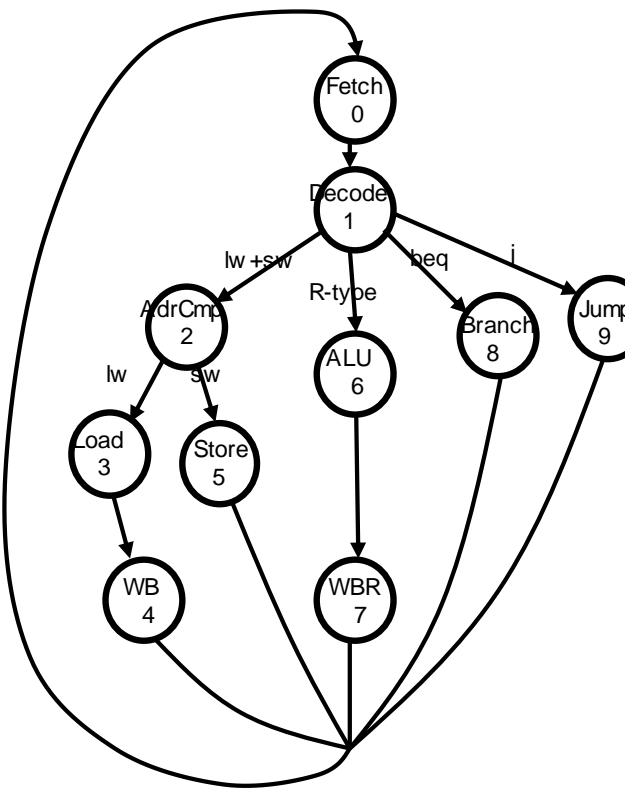 Fetch
0
Decode
1
lw +sw
R-type
beq
j
AdrCmp
2
ALU
6
Branch
8
Jump
9
lw
sw
Load
3
Store
5
WB
4
WBR
7